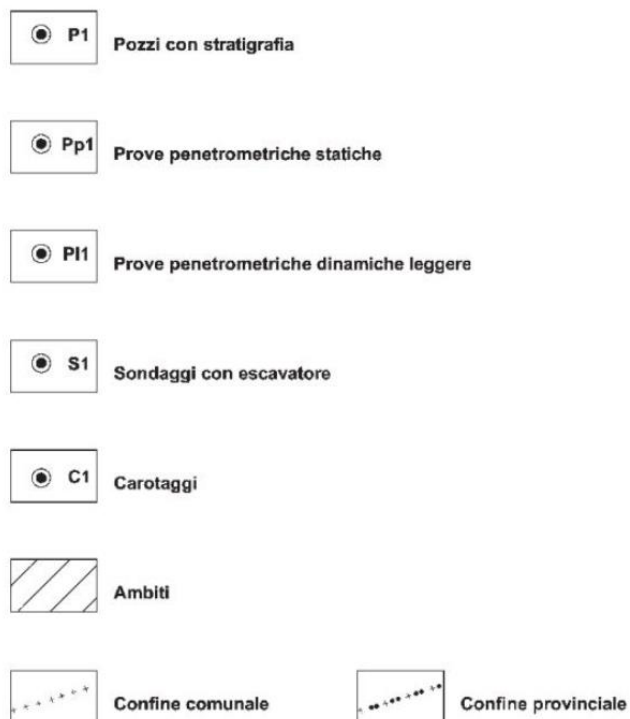 P1 Pozzi con stratigrafia
Pp1 Prove penetrometriche statiche
Pl1 Prove penetrometriche dinamiche leggere
S1 Sondaggi con escavatore
C1 Carotaggi
Ambiti
Confine comunale Confine provinciale